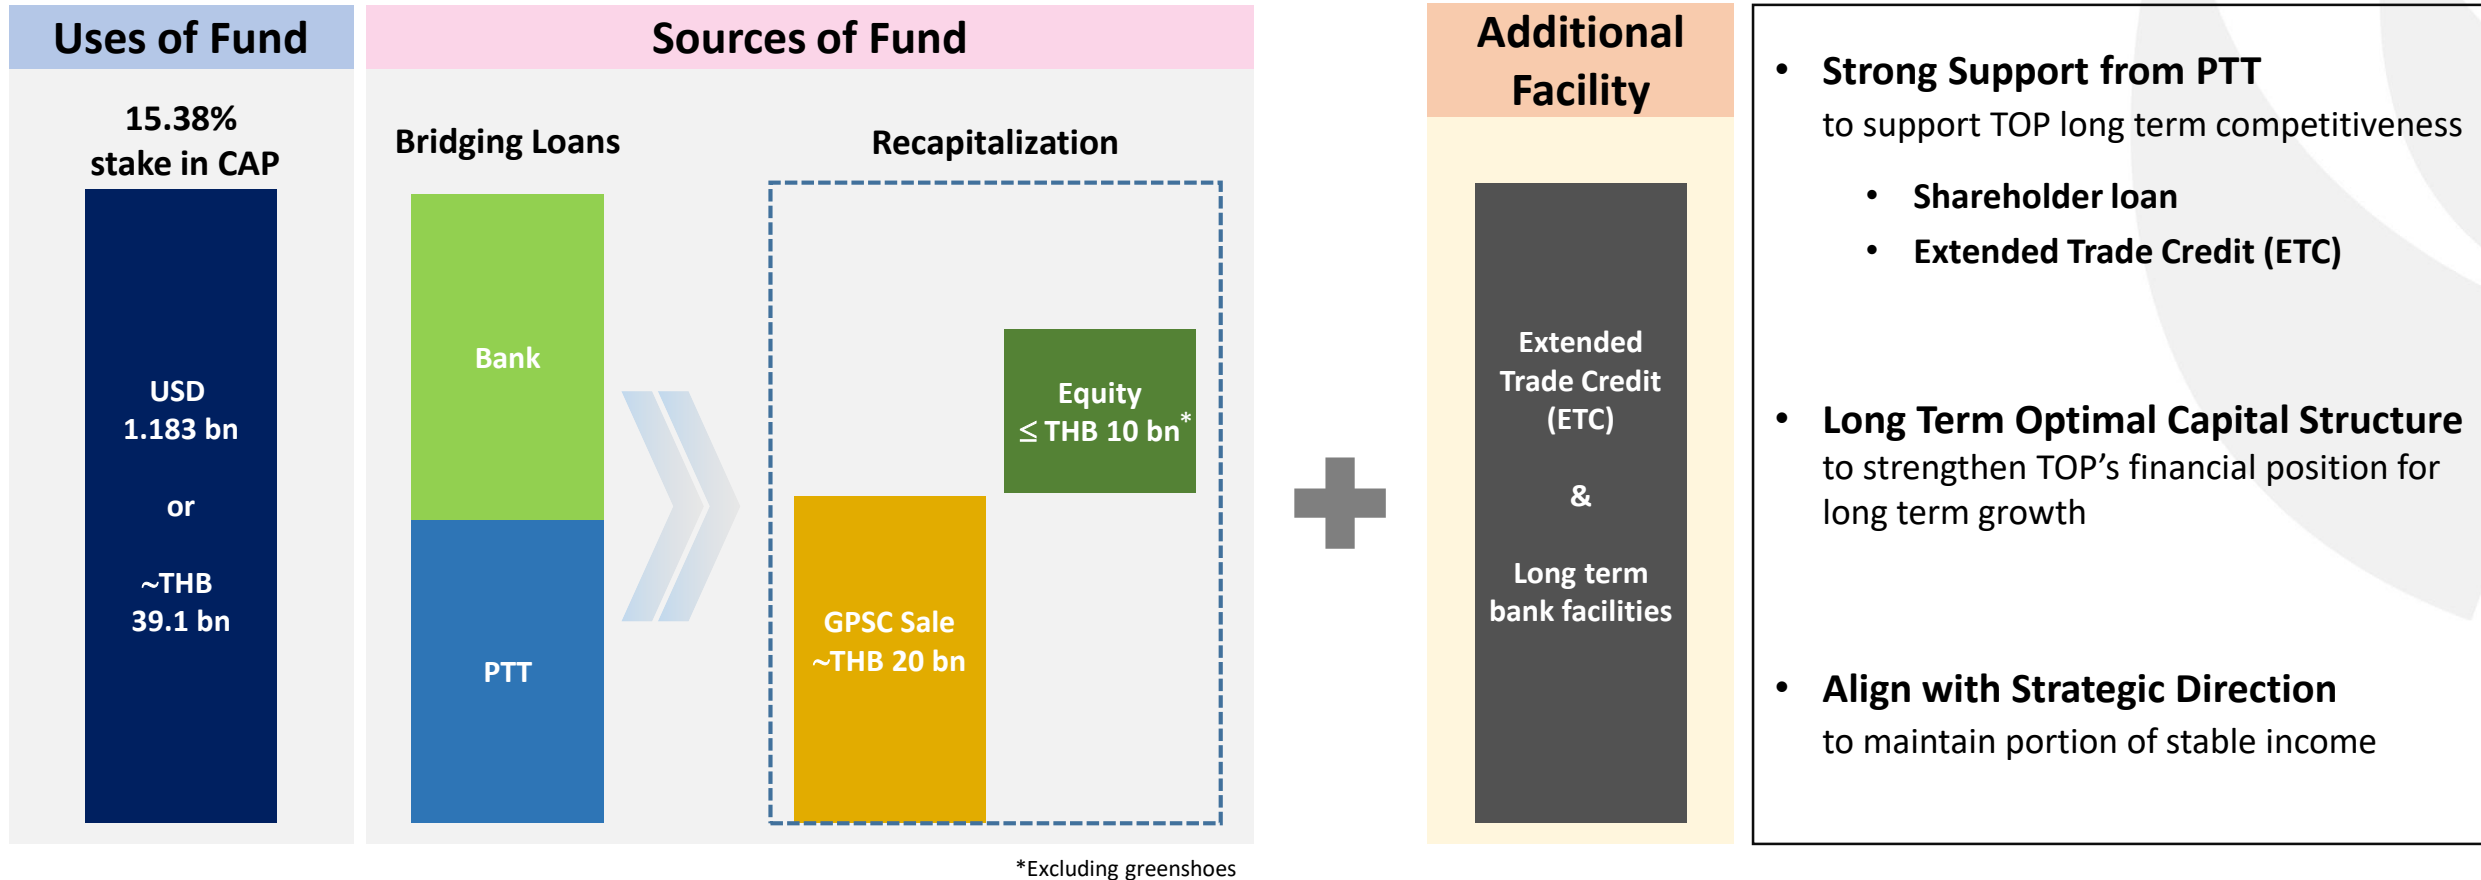 Uses of Fund
15.38%
stake in CAP
USD
1.183 bn
or
~THB
39.1 bn
Sources of Fund
Bridging Loans
Bank
PTT
Recapitalization
Equity
≤ THB 10 bn*
GPSC Sale
~THB 20 bn
*Excluding greenshoes
Additional
Facility
Extended
Trade Credit
(ETC)
&
Long term
bank facilities
• Strong Support from PTT
to support TOP long term competitiveness
• Shareholder loan
• Extended Trade Credit (ETC)
• Long Term Optimal Capital Structure
to strengthen TOP’s financial position for
long term growth
• Align with Strategic Direction
to maintain portion of stable income